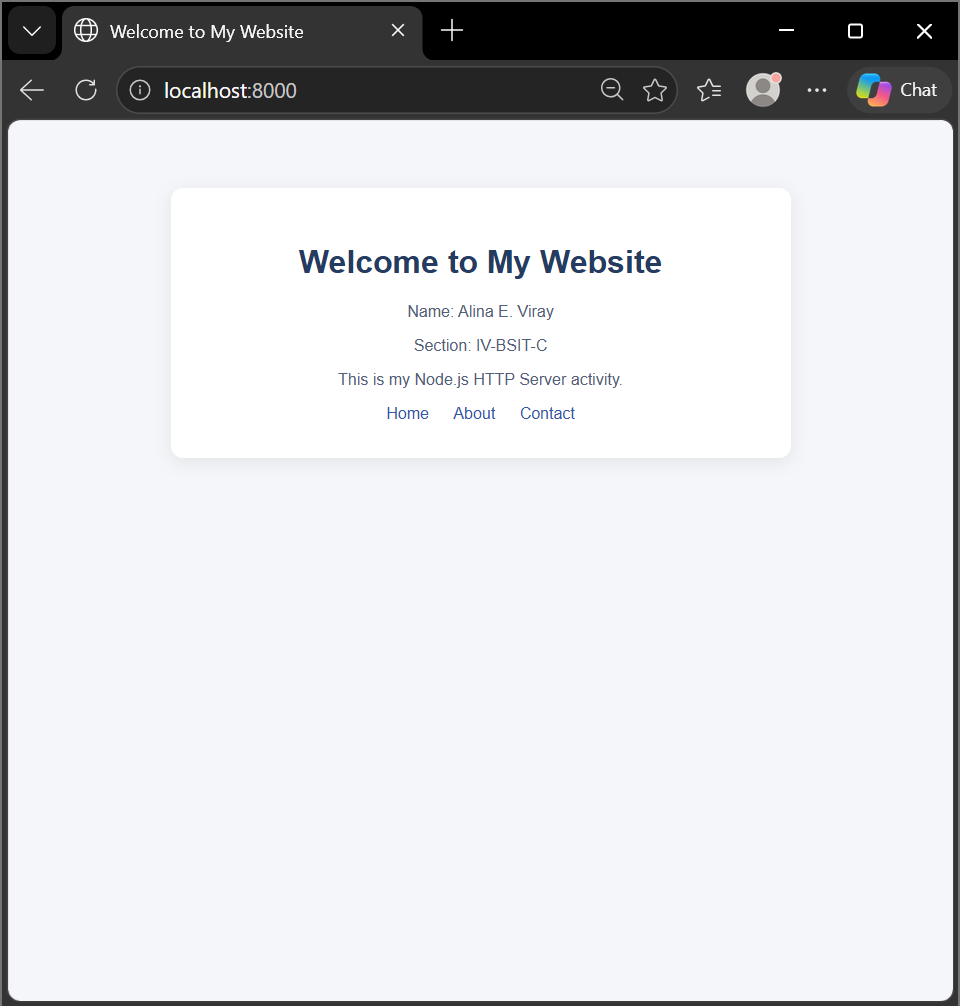 Welcome to My Website
localhost:8000
Chat
Welcome to My Website
Name: Alina E. Viray
Section: IV-BSIT-C
This is my Node.js HTTP Server activity.
Home About Contact